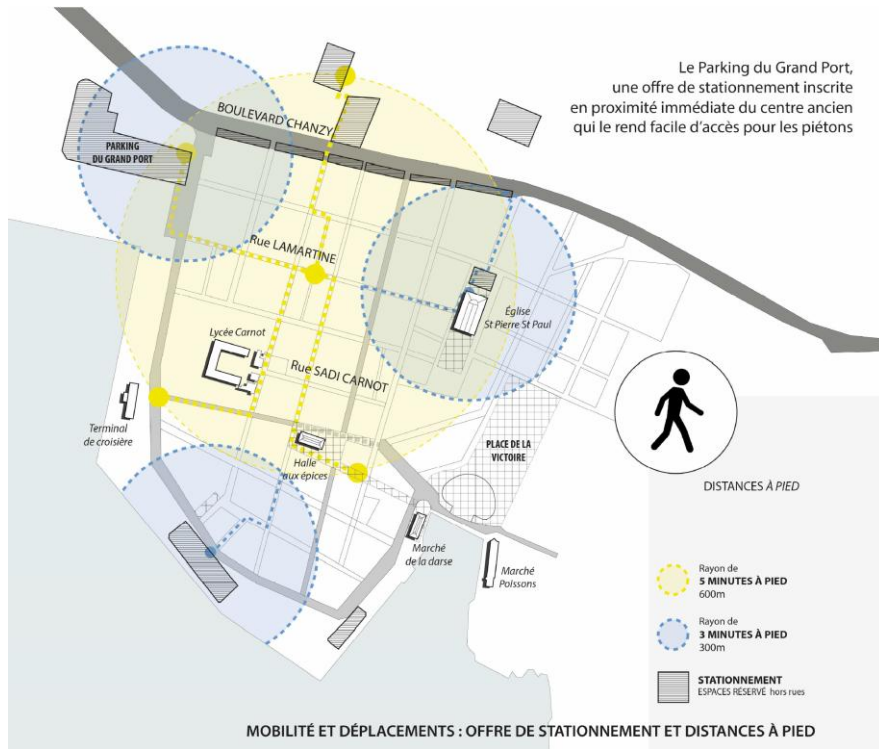 Le Parking du Grand Port,
une offre de stationnement inscrite
en proximité immédiate du centre ancien
qui le rend facile d'accès pour les piétons
BOULEVARD CHANZY
PARKING
DU GRAND PORT
Rue LAMARTINE
Église
St Pierre St Paul
Lycée Carnot
Rue SADI CARNOT
Terminal
de croisière
Halle
aux épices
PLACE DE LA
VICTOIRE
Marché
de la darse
Marché
Poissons
DISTANCES À PIED
Rayon de
5 MINUTES À PIED
600m
Rayon de
3 MINUTES À PIED
300m
STATIONNEMENT
ESPACES RÉSERVÉ hors rues
MOBILITÉ ET DÉPLACEMENTS : OFFRE DE STATIONNEMENT ET DISTANCES À PIED